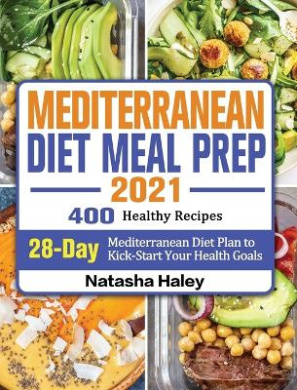 MEDITERRANEAN
DIET MEAL PREP
2021
400 Healthy Recipes
28-Day Mediterranean Diet Plan to
Kick-Start Your Health Goals
Natasha Haley